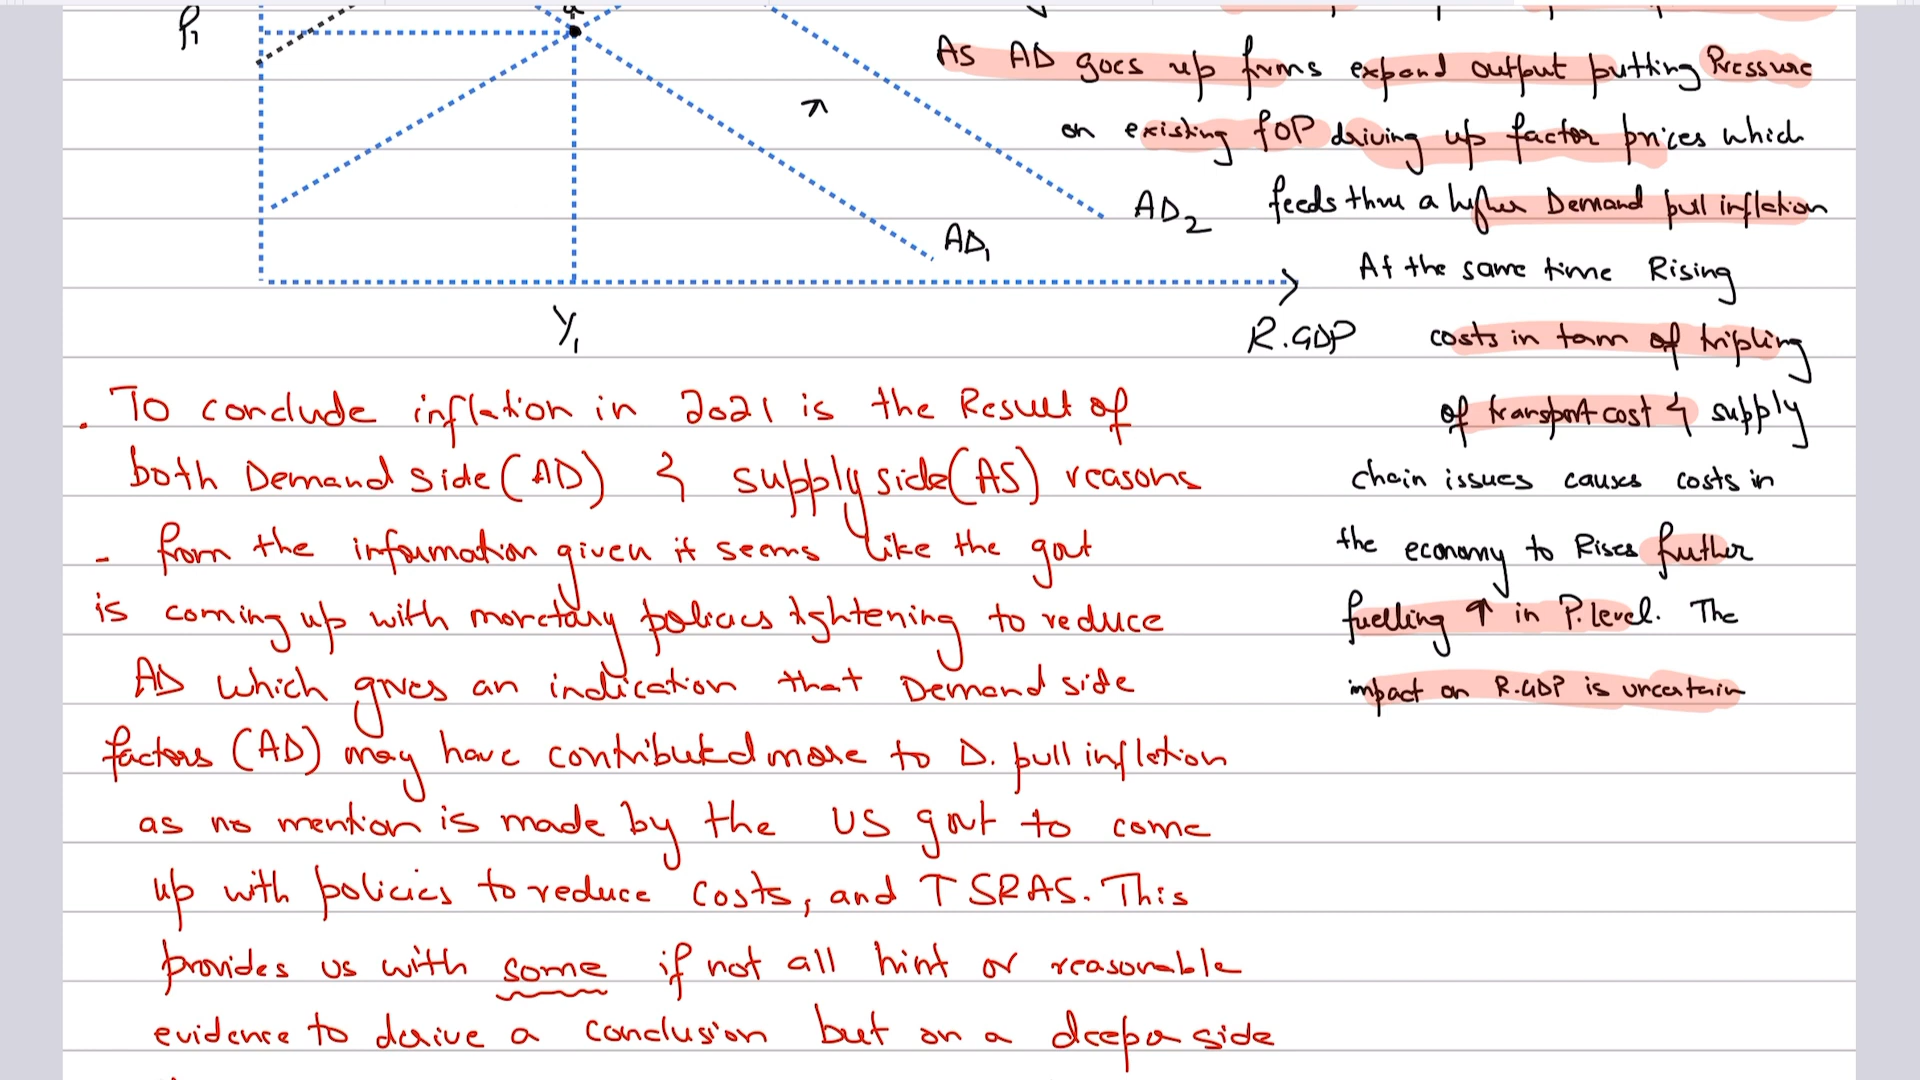 P1
As AD goes up firms expand output putting Pressure
on existing FOP driving up factor prices which
feeds thru a higher Demand pull inflation
AD2
AD1
At the same time Rising
Y1
R.GDP
costs in term of tripling
of transport cost & supply
chain issues causes costs in
the economy to Rises further
fuelling ↑ in P.level. The
impact on R.GDP is uncertain
. To conclude inflation in 2021 is the Result of
both Demand side (AD) & supply side (AS) reasons
- from the information given it seems like the govt
is coming up with monetary policies tightening to reduce
AD which gives an indication that Demand side
factors (AD) may have contributed more to D. pull inflation
as no mention is made by the US govt to come
up with policies to reduce costs, and ↑ SRAS. This
provides us with some if not all hint or reasonable
evidence to derive a conclusion but on a deeper side